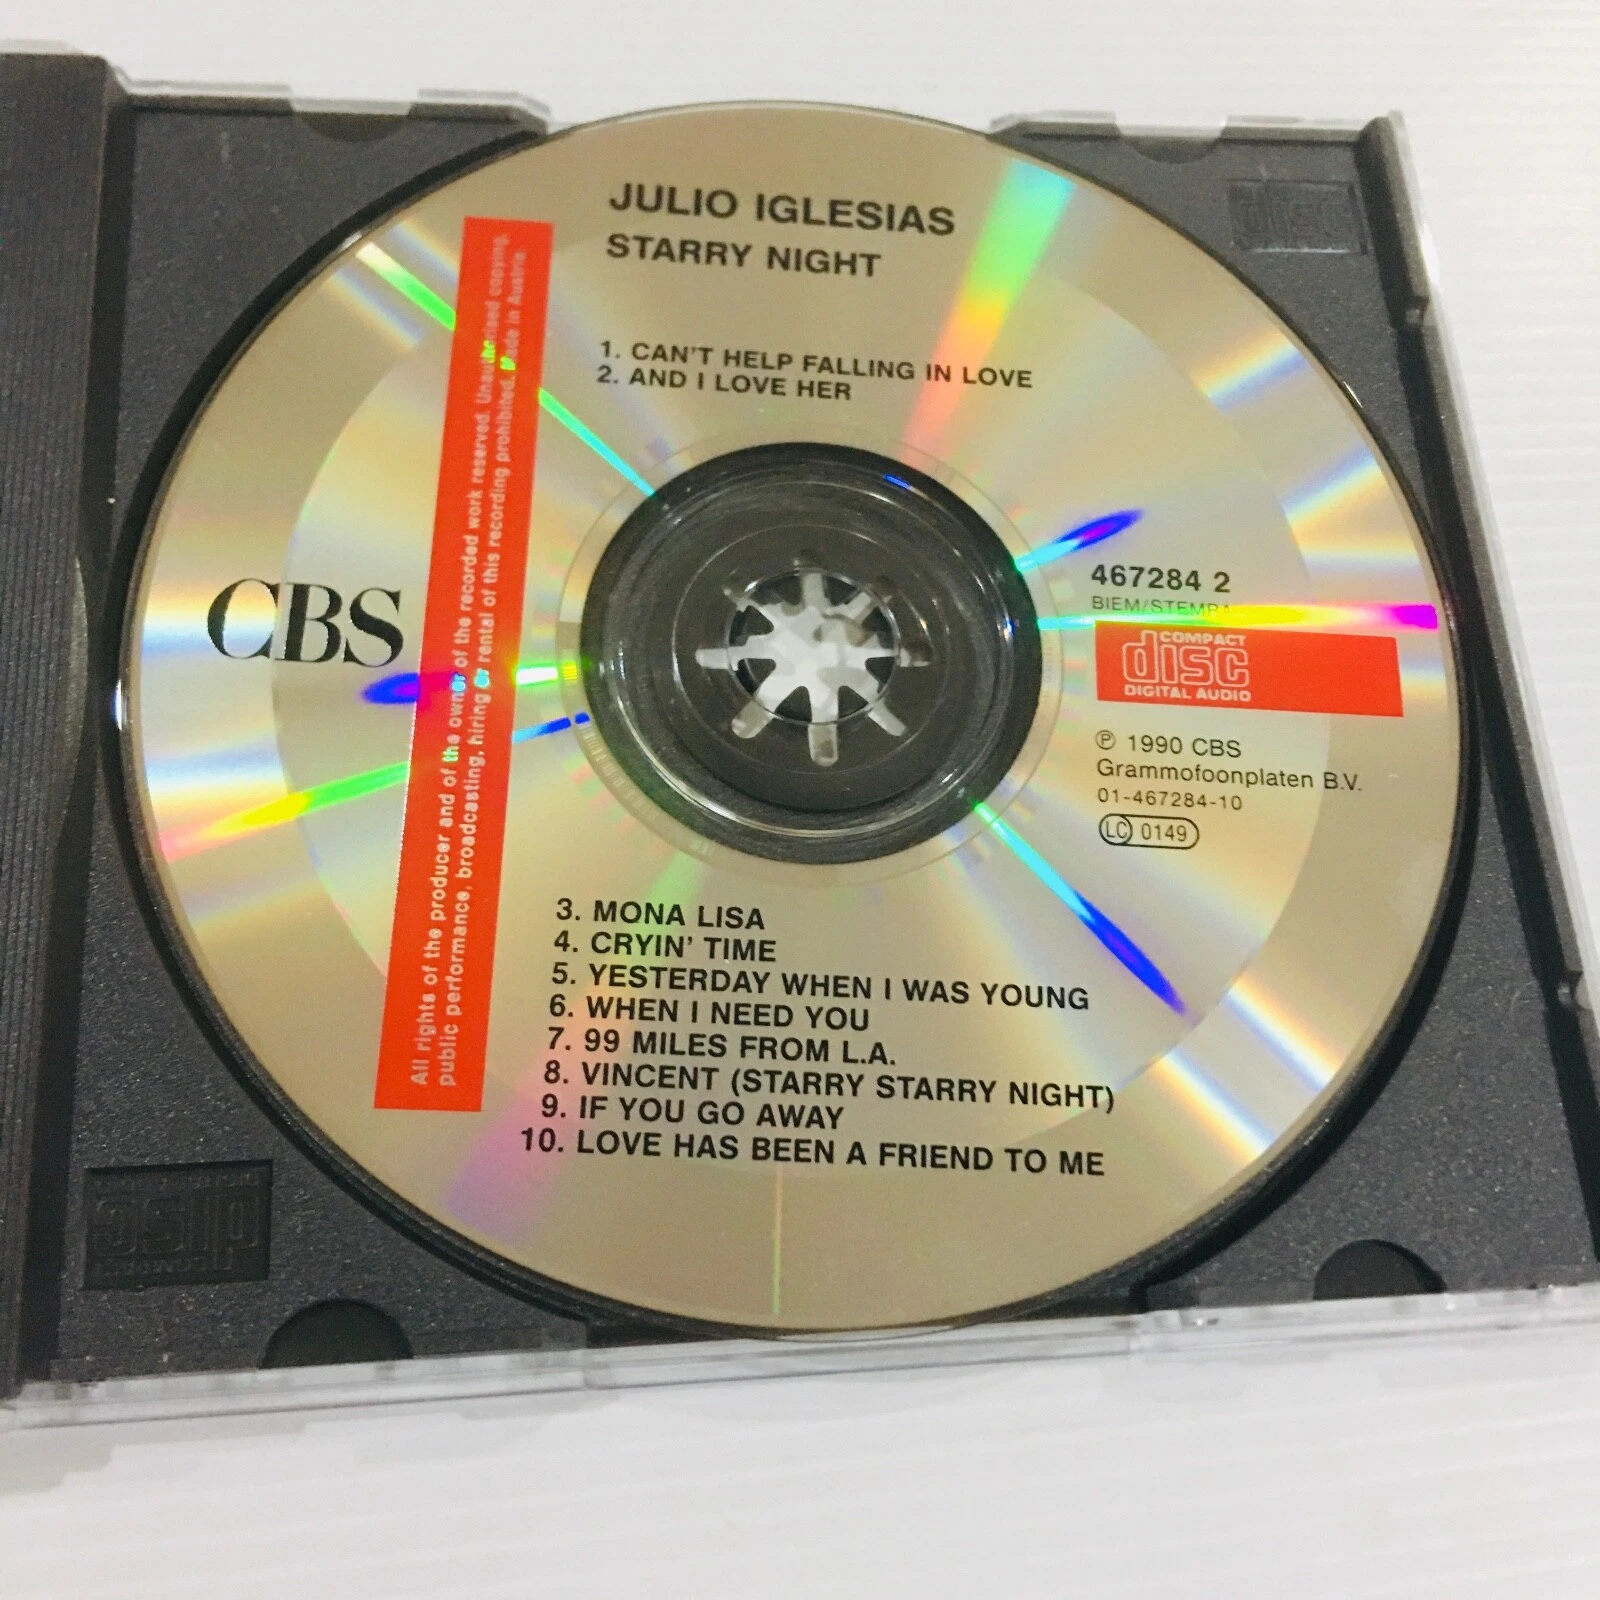 JULIO IGLESIAS
STARRY NIGHT
1. CAN'T HELP FALLING IN LOVE
2. AND I LOVE HER
CBS
All rights of the producer and of the owner of the recorded work reserved. Unauthorised copying,
public performance, broadcasting, hiring or rental of this recording prohibited. Made in Austria.
467284 2
BIEM/STEMRA
COMPACT
disc
DIGITAL AUDIO
℗ 1990 CBS
Grammofoonplaten B.V.
01-467284-10
LC 0149
3. MONA LISA
4. CRYIN' TIME
5. YESTERDAY WHEN I WAS YOUNG
6. WHEN I NEED YOU
7. 99 MILES FROM L.A.
8. VINCENT (STARRY STARRY NIGHT)
9. IF YOU GO AWAY
10. LOVE HAS BEEN A FRIEND TO ME
disc
COMPACT
disc